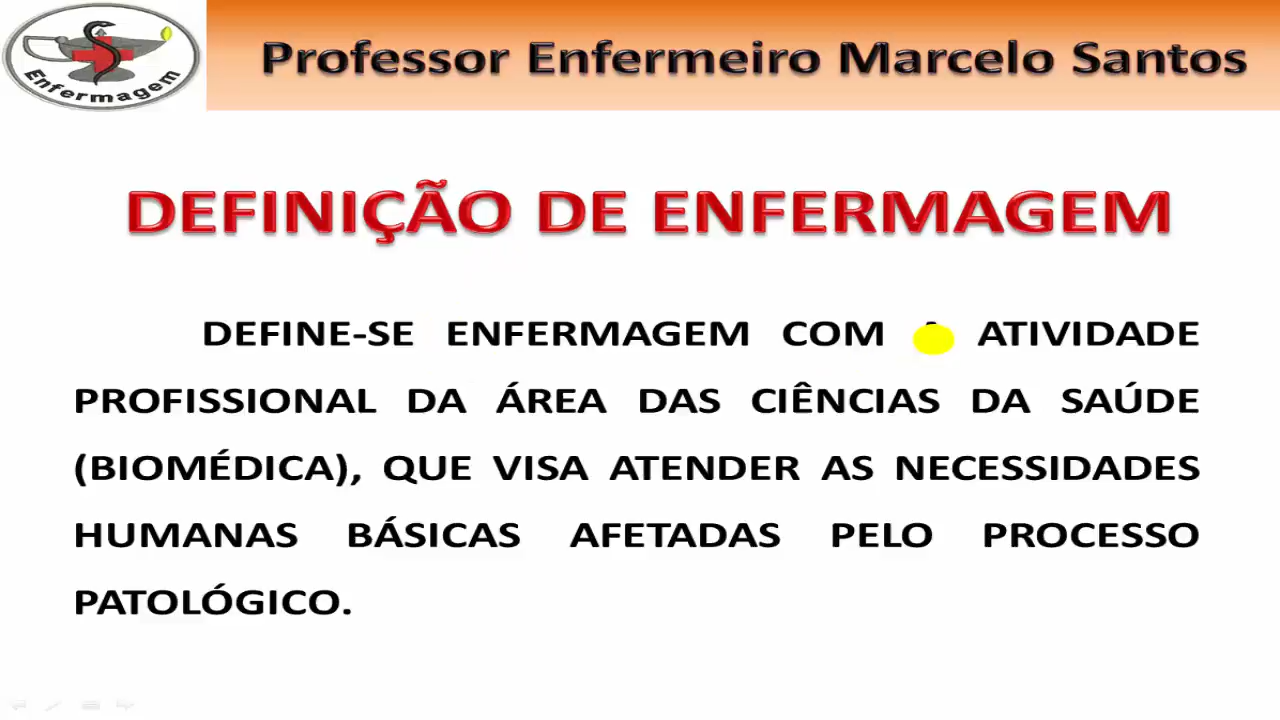 Enfermagem
Professor Enfermeiro Marcelo Santos
DEFINIÇÃO DE ENFERMAGEM
DEFINE-SE ENFERMAGEM COM ATIVIDADE
PROFISSIONAL DA ÁREA DAS CIÊNCIAS DA SAÚDE
(BIOMÉDICA), QUE VISA ATENDER AS NECESSIDADES
HUMANAS BÁSICAS AFETADAS PELO PROCESSO
PATOLÓGICO.